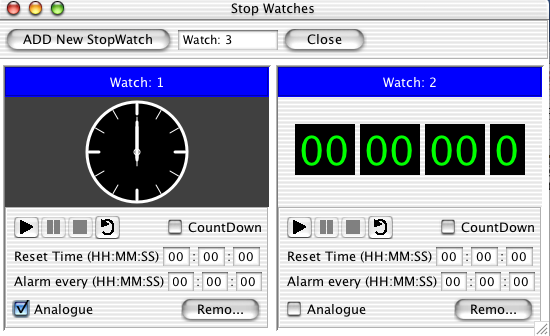 Stop Watches
ADD New StopWatch Watch: 3 Close
Watch: 1
CountDown
Reset Time (HH:MM:SS) 00 : 00 : 00
Alarm every (HH:MM:SS) 00 : 00 : 00
Analogue Remo...
Watch: 2
00 00 00 0
CountDown
Reset Time (HH:MM:SS) 00 : 00 : 00
Alarm every (HH:MM:SS) 00 : 00 : 00
Analogue Remo...